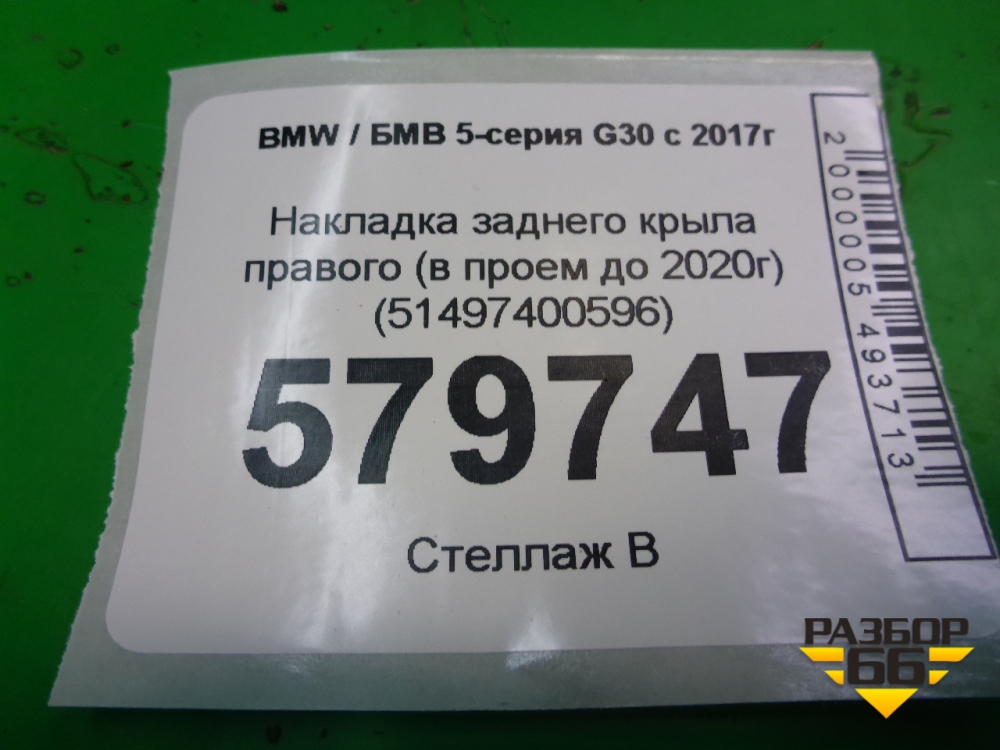 BMW / БМВ 5-серия G30 с 2017г
Накладка заднего крыла
правого (в проем до 2020г)
(51497400596)
579747
Стеллаж В
2000005493713
РАЗБОР
66